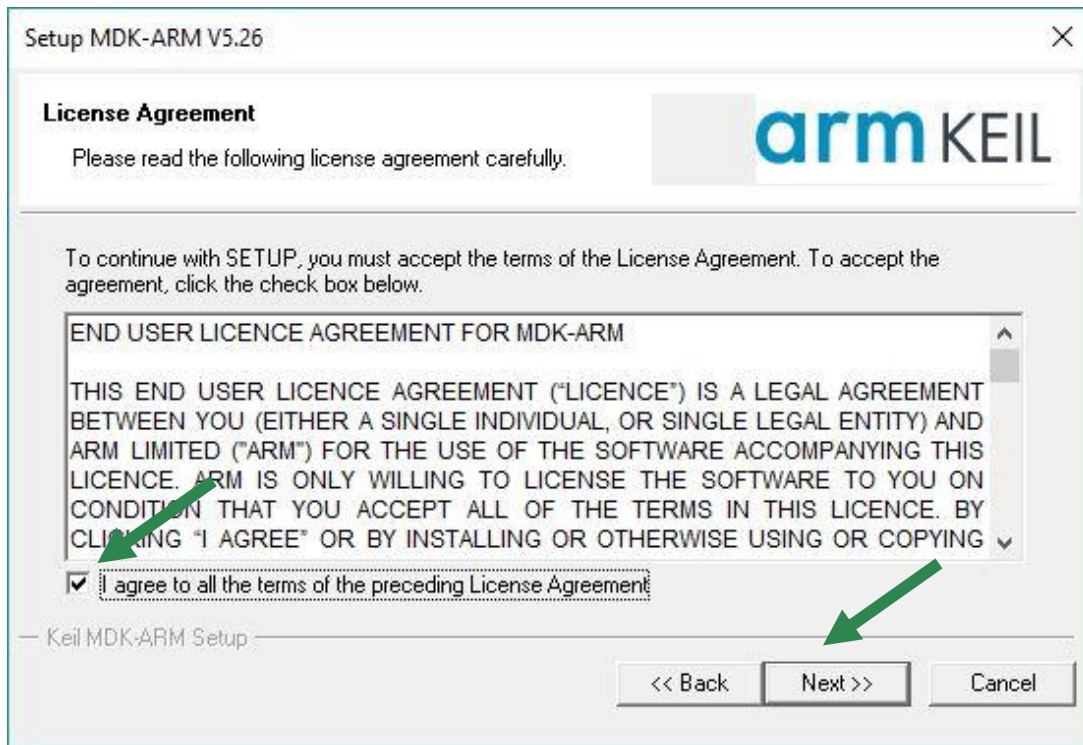 Setup MDK-ARM V5.26
License Agreement
Please read the following license agreement carefully.
arm KEIL
To continue with SETUP, you must accept the terms of the License Agreement. To accept the
agreement, click the check box below.
END USER LICENCE AGREEMENT FOR MDK-ARM
THIS END USER LICENCE AGREEMENT (“LICENCE”) IS A LEGAL AGREEMENT
BETWEEN YOU (EITHER A SINGLE INDIVIDUAL, OR SINGLE LEGAL ENTITY) AND
ARM LIMITED ("ARM") FOR THE USE OF THE SOFTWARE ACCOMPANYING THIS
LICENCE. ARM IS ONLY WILLING TO LICENSE THE SOFTWARE TO YOU ON
CONDITION THAT YOU ACCEPT ALL OF THE TERMS IN THIS LICENCE. BY
CLICKING “I AGREE” OR BY INSTALLING OR OTHERWISE USING OR COPYING
I agree to all the terms of the preceding License Agreement
Keil MDK-ARM Setup
<< Back
Next >>
Cancel